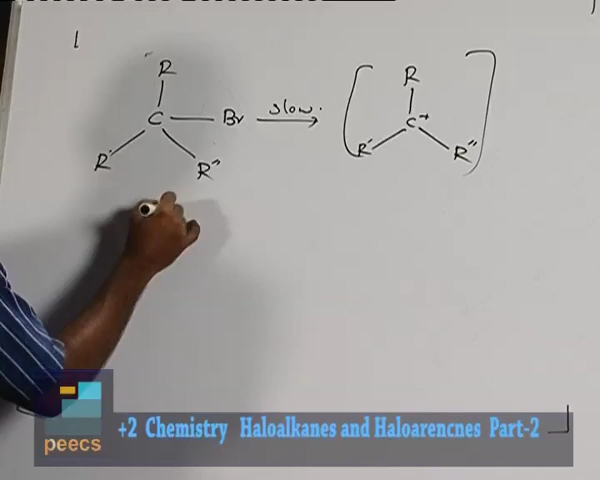 1
R
C — Br slow. → C+
R' R''
R
R' R''
peecs
+2 Chemistry Haloalkanes and Haloarencnes Part-2